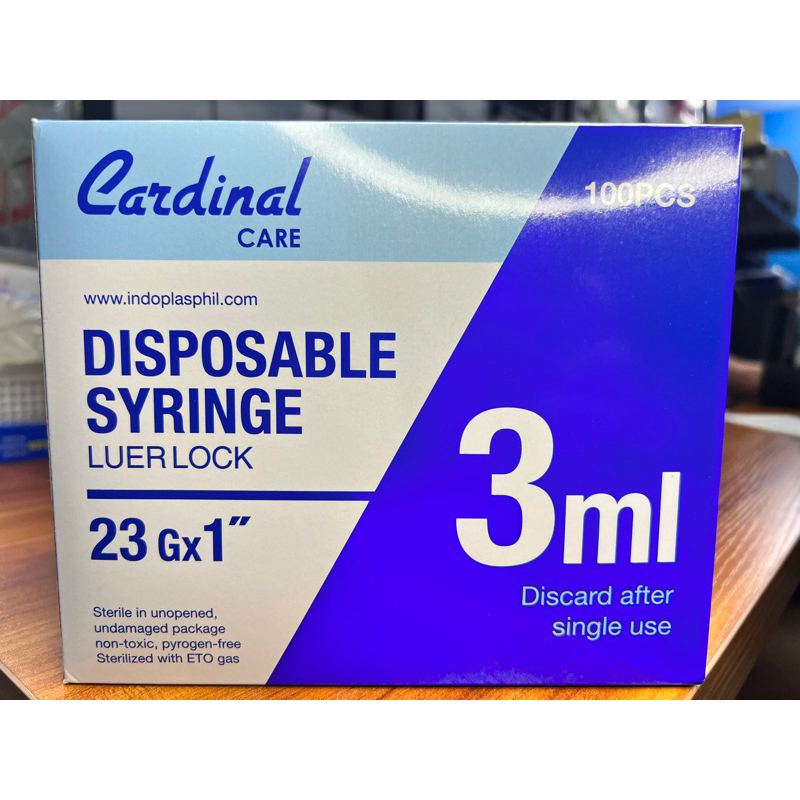 Cardinal
CARE
100PCS
www.indoplasphil.com
DISPOSABLE
SYRINGE
LUER LOCK
23 Gx1″
3ml
Discard after
single use
Sterile in unopened,
undamaged package
non-toxic, pyrogen-free
Sterilized with ETO gas